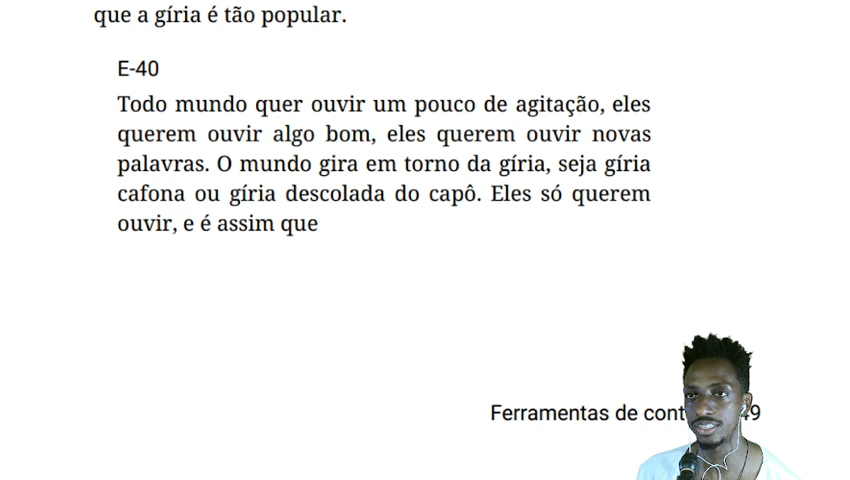 que a gíria é tão popular.
E-40
Todo mundo quer ouvir um pouco de agitação, eles
querem ouvir algo bom, eles querem ouvir novas
palavras. O mundo gira em torno da gíria, seja gíria
cafona ou gíria descolada do capô. Eles só querem
ouvir, e é assim que
Ferramentas de